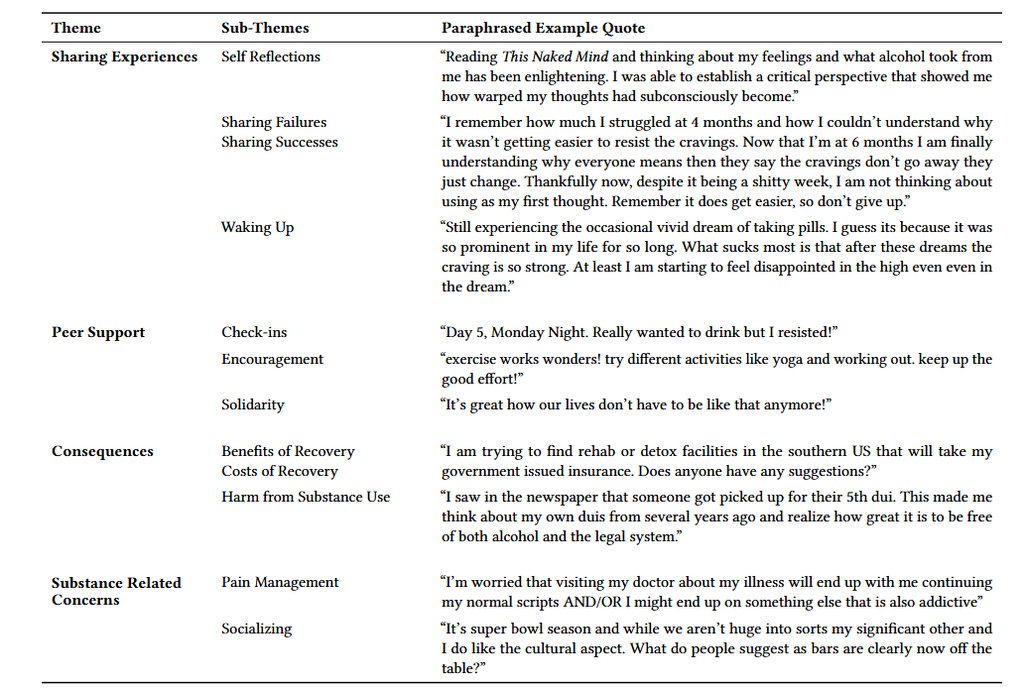 Theme Sub-Themes Paraphrased Example Quote
Sharing Experiences Self Reflections “Reading This Naked Mind and thinking about my feelings and what alcohol took from
me has been enlightening. I was able to establish a critical perspective that showed me
how warped my thoughts had subconsciously become.”
Sharing Failures “I remember how much I struggled at 4 months and how I couldn’t understand why
Sharing Successes it wasn’t getting easier to resist the cravings. Now that I’m at 6 months I am finally
understanding why everyone means then they say the cravings don’t go away they
just change. Thankfully now, despite it being a shitty week, I am not thinking about
using as my first thought. Remember it does get easier, so don’t give up.”
Waking Up “Still experiencing the occasional vivid dream of taking pills. I guess its because it was
so prominent in my life for so long. What sucks most is that after these dreams the
craving is so strong. At least I am starting to feel disappointed in the high even even in
the dream.”
Peer Support Check-ins “Day 5, Monday Night. Really wanted to drink but I resisted!”
Encouragement “exercise works wonders! try different activities like yoga and working out. keep up the
good effort!”
Solidarity “It’s great how our lives don’t have to be like that anymore!”
Consequences Benefits of Recovery “I am trying to find rehab or detox facilities in the southern US that will take my
Costs of Recovery government issued insurance. Does anyone have any suggestions?”
Harm from Substance Use “I saw in the newspaper that someone got picked up for their 5th dui. This made me
think about my own duis from several years ago and realize how great it is to be free
of both alcohol and the legal system.”
Substance Related Pain Management “I’m worried that visiting my doctor about my illness will end up with me continuing
Concerns my normal scripts AND/OR I might end up on something else that is also addictive”
Socializing “It’s super bowl season and while we aren’t huge into sorts my significant other and
I do like the cultural aspect. What do people suggest as bars are clearly now off the
table?”